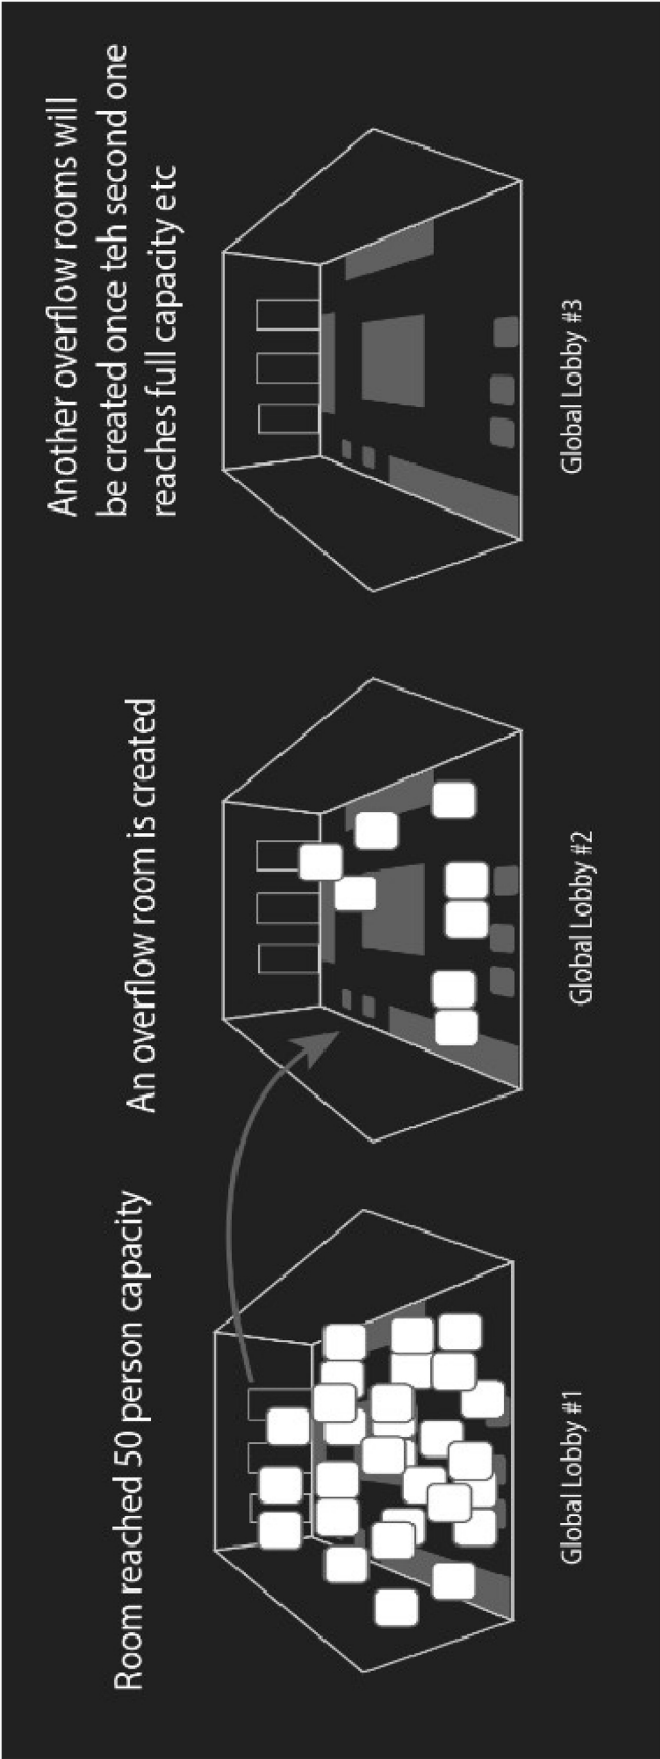 Room reached 50 person capacity
An overflow room is created
Another overflow rooms will
be created once teh second one
reaches full capacity etc
Global Lobby #1
Global Lobby #2
Global Lobby #3